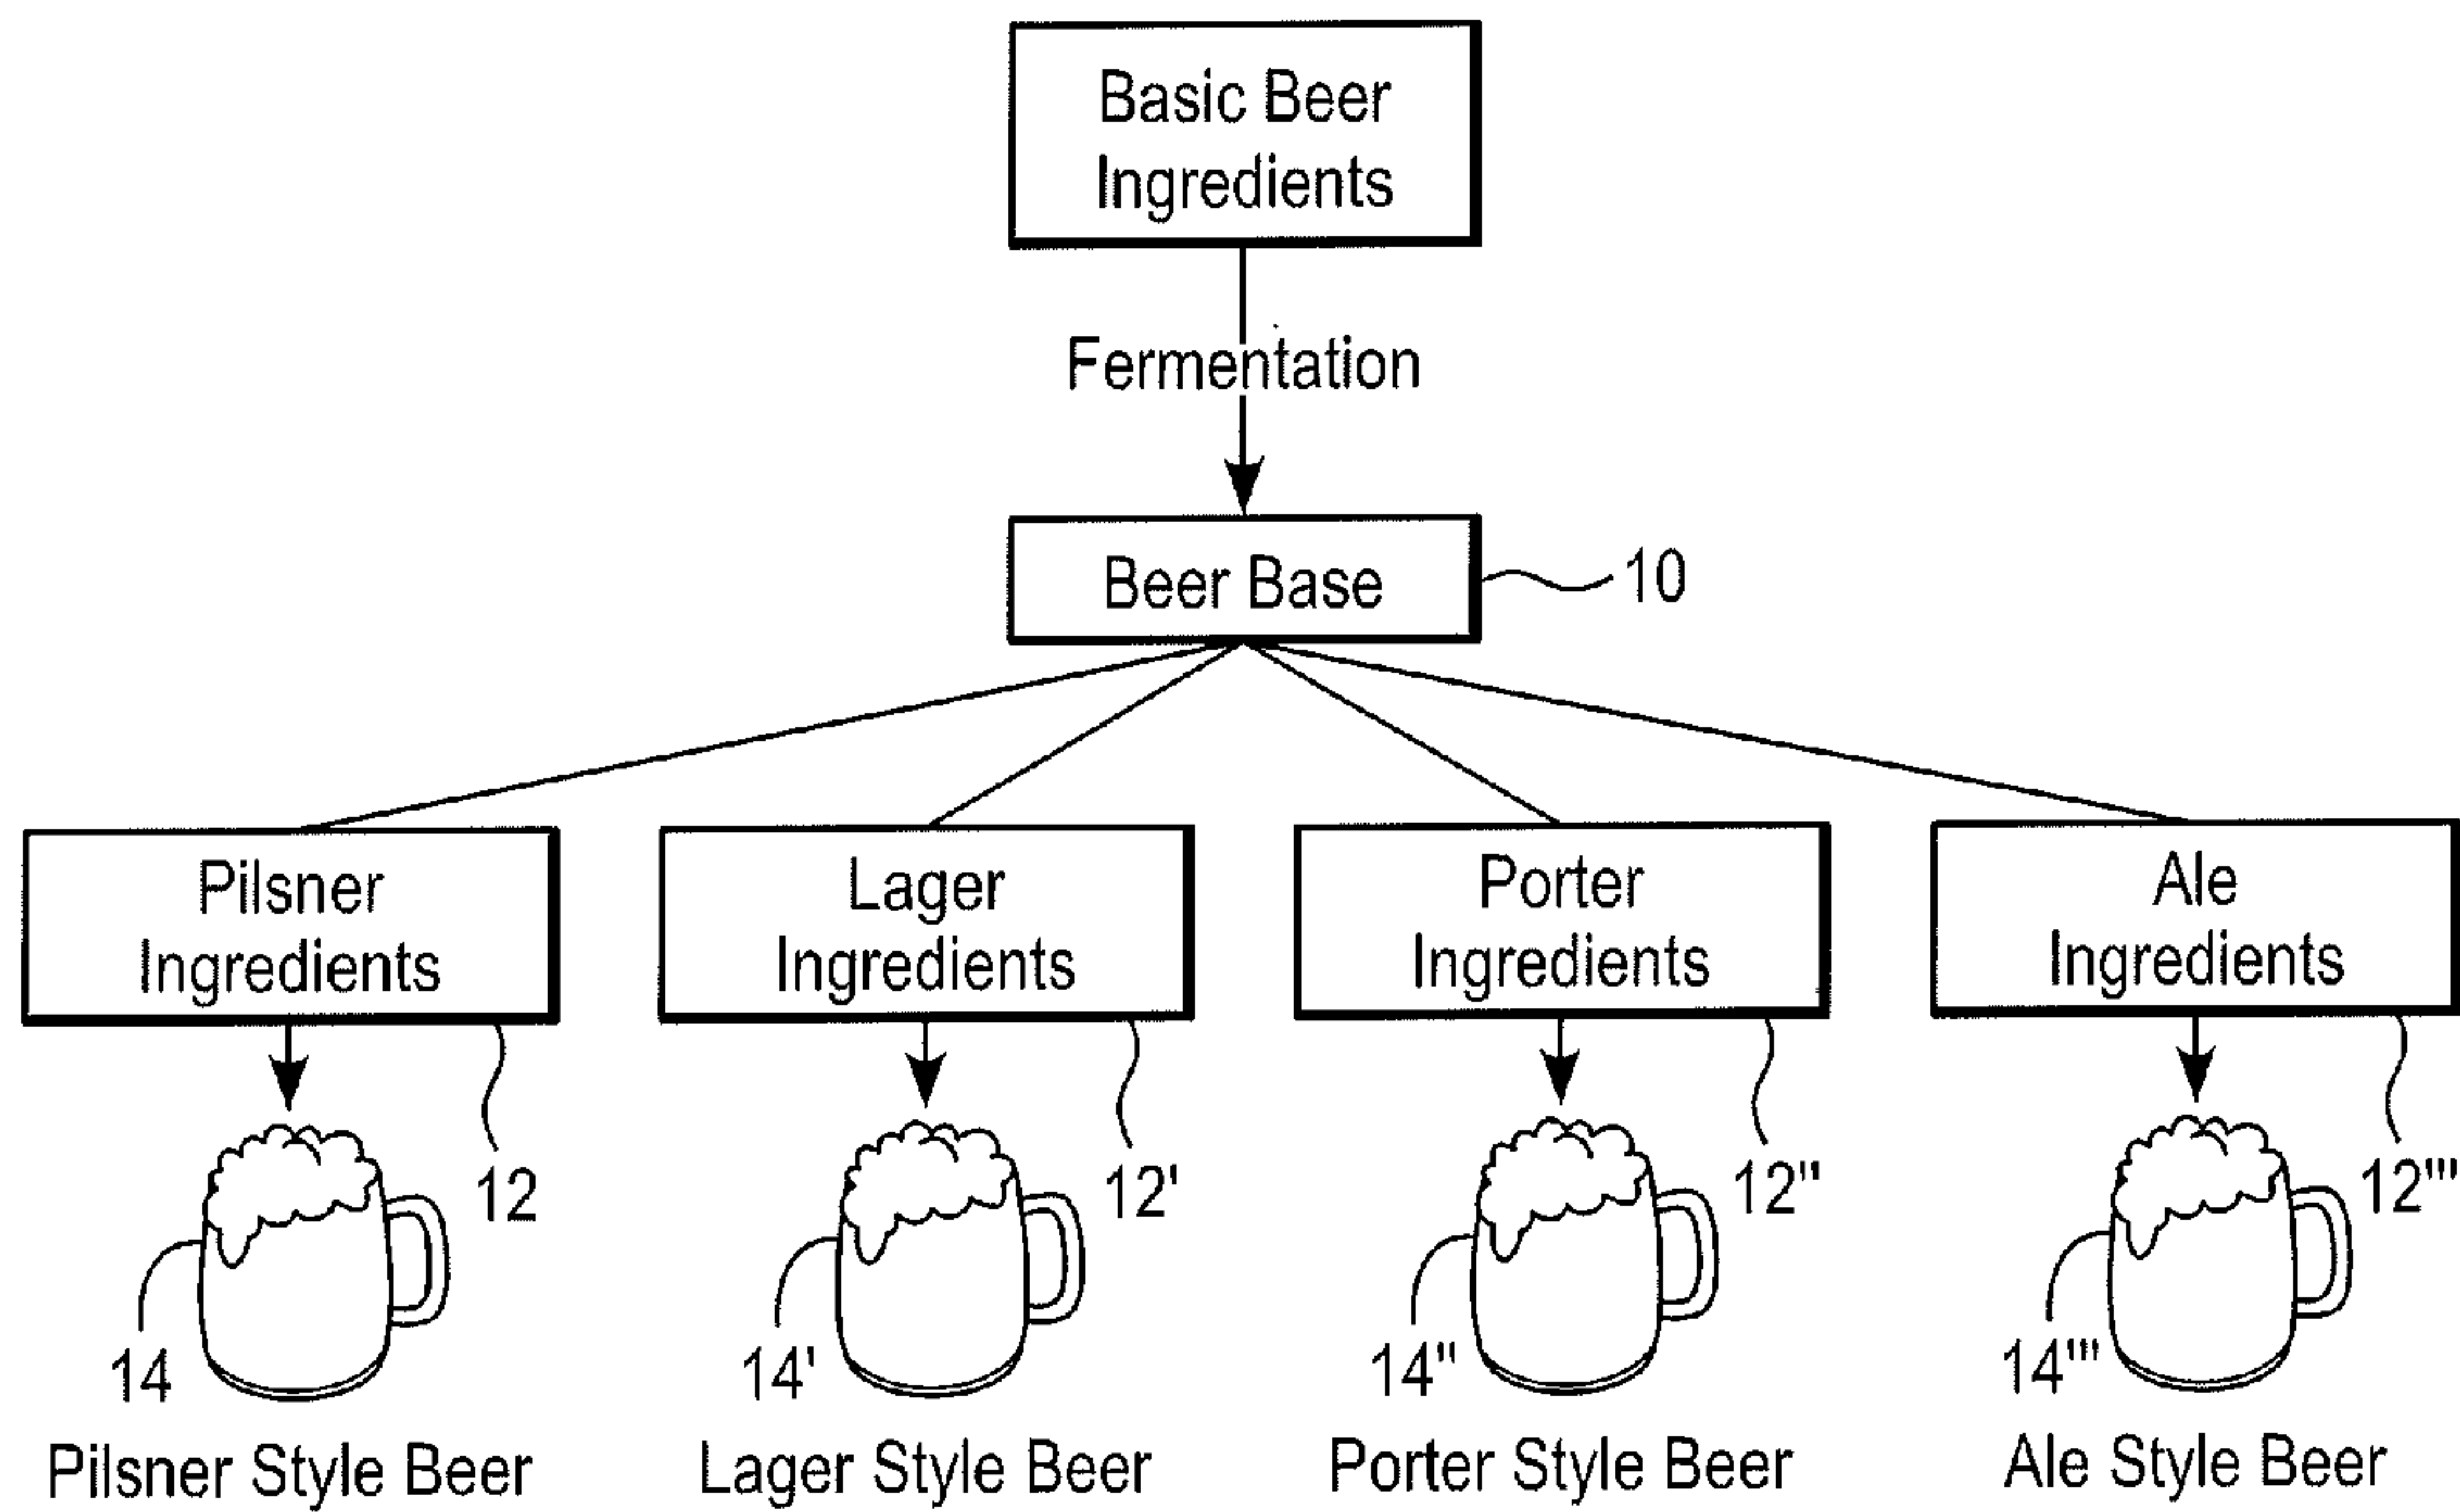 Basic Beer
Ingredients
Fermentation
Beer Base
10
Pilsner
Ingredients
Lager
Ingredients
Porter
Ingredients
Ale
Ingredients
12
12'
12"
12'"
14
14'
14"
14'"
Pilsner Style Beer
Lager Style Beer
Porter Style Beer
Ale Style Beer